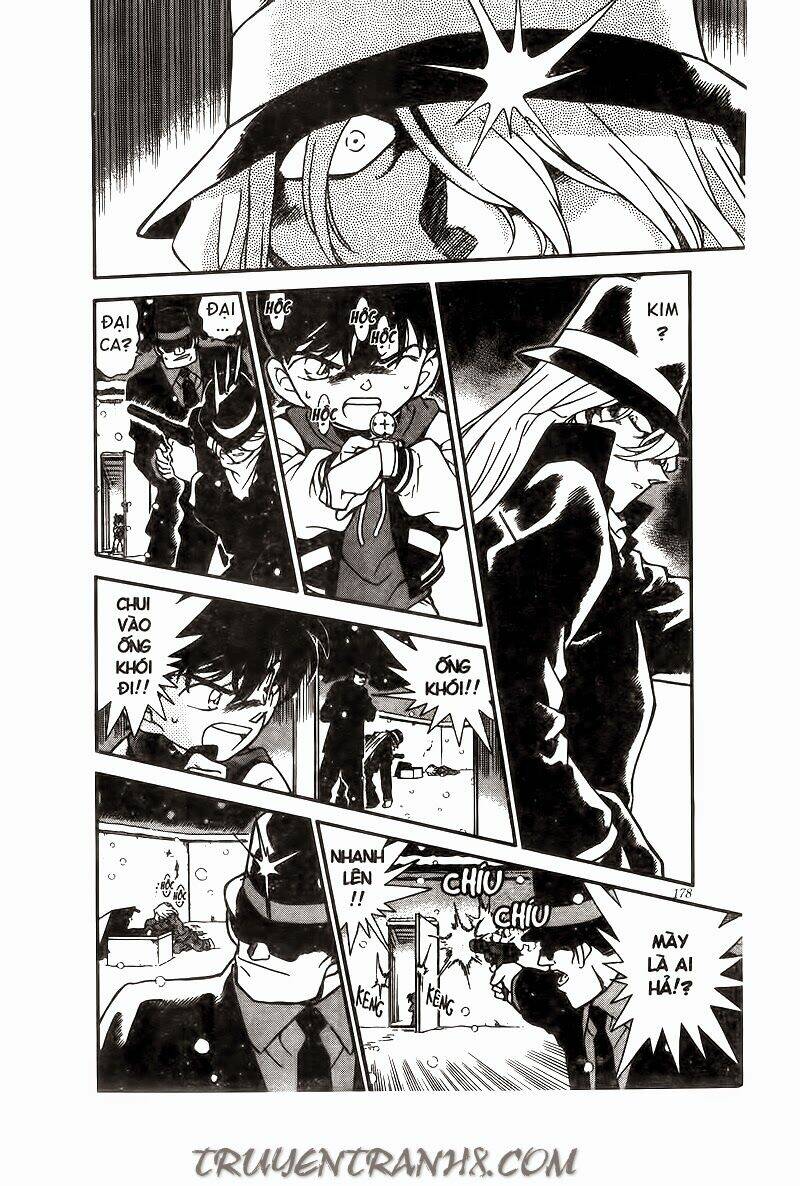 KIM
?
HỘC
HỘC
HỘC
HỘC
ĐẠI
...
ĐẠI
CA?
ỐNG
KHÓI!!
CHUI
VÀO
ỐNG
KHÓI
ĐI!!
178
MÀY
LÀ AI
HẢ!?
CHÍU
CHÍU
KENG
KENG
NHANH
LÊN
!!
HỘC
HỘC
TRUYENTRANH8.COM